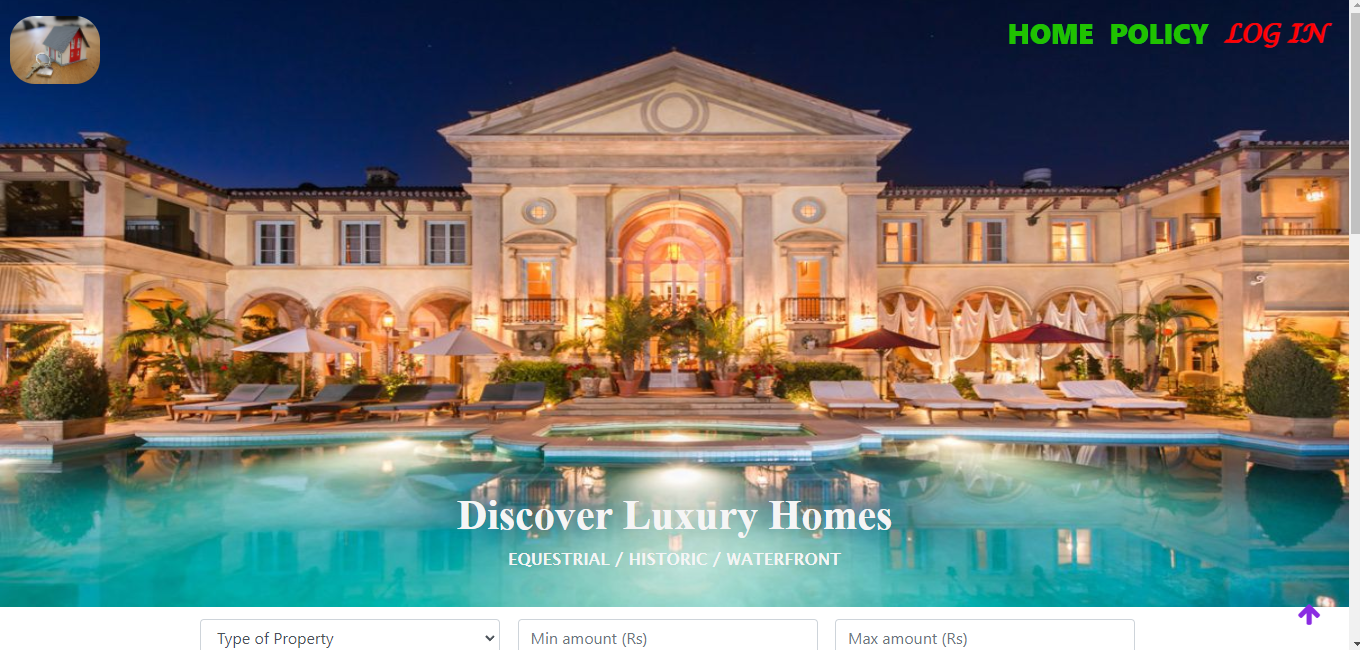 HOME POLICY LOG IN
Discover Luxury Homes
EQUESTRIAL / HISTORIC / WATERFRONT
Type of Property Min amount (Rs) Max amount (Rs)